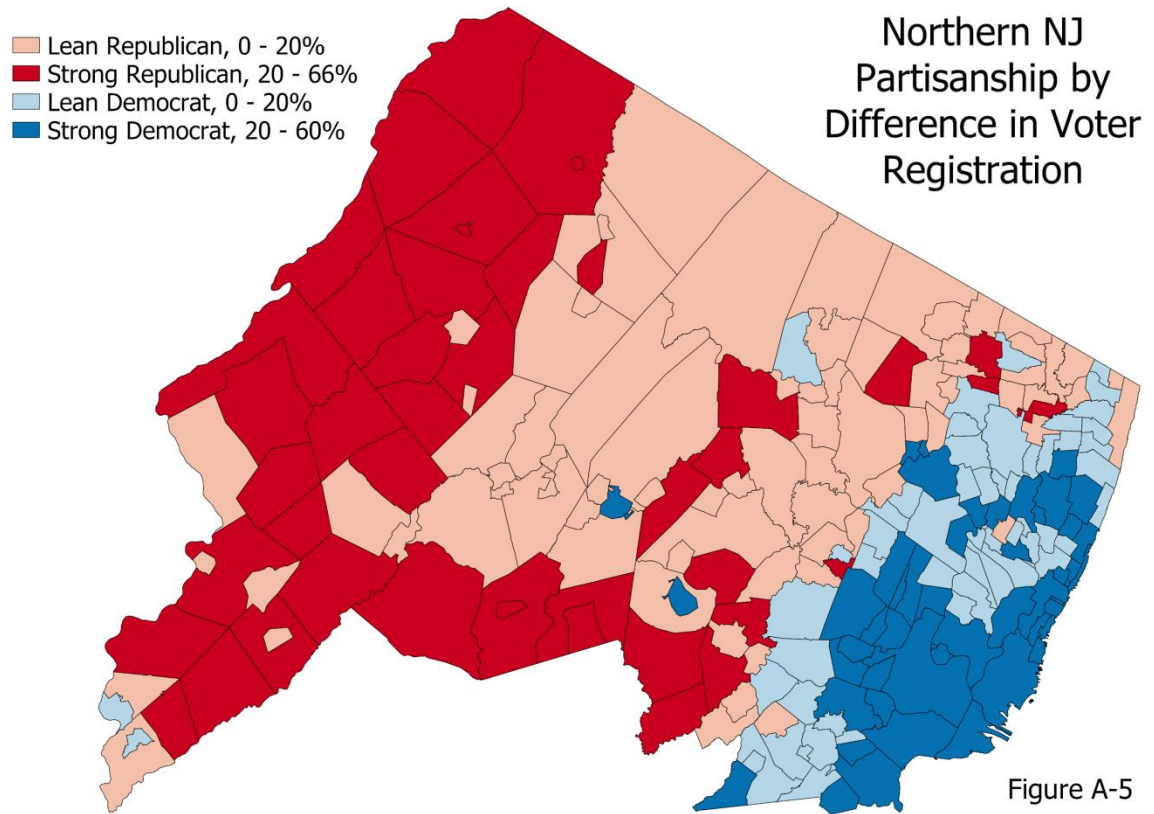 Northern NJ
Partisanship by
Difference in Voter
Registration
Lean Republican, 0 - 20%
Strong Republican, 20 - 66%
Lean Democrat, 0 - 20%
Strong Democrat, 20 - 60%
Figure A-5